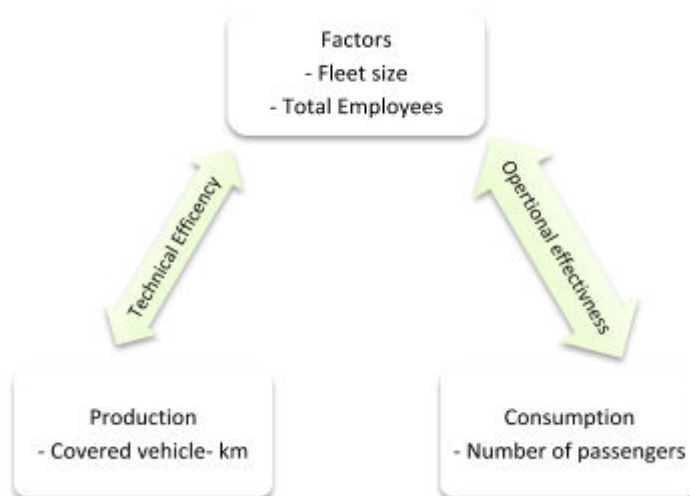 Factors
- Fleet size
- Total Employees
Technical Efficency
Opertional effectivness
Production
- Covered vehicle- km
Consumption
- Number of passengers